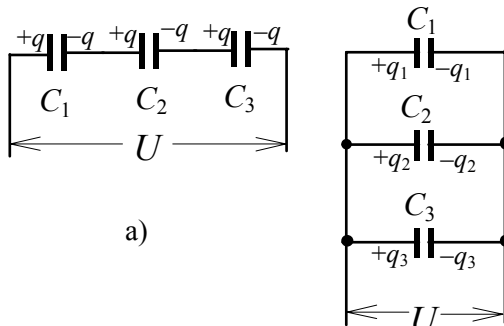 +q −q +q −q +q −q
C₁ C₂ C₃
U
a)
C₁
+q₁ −q₁
C₂
+q₂ −q₂
C₃
+q₃ −q₃
U